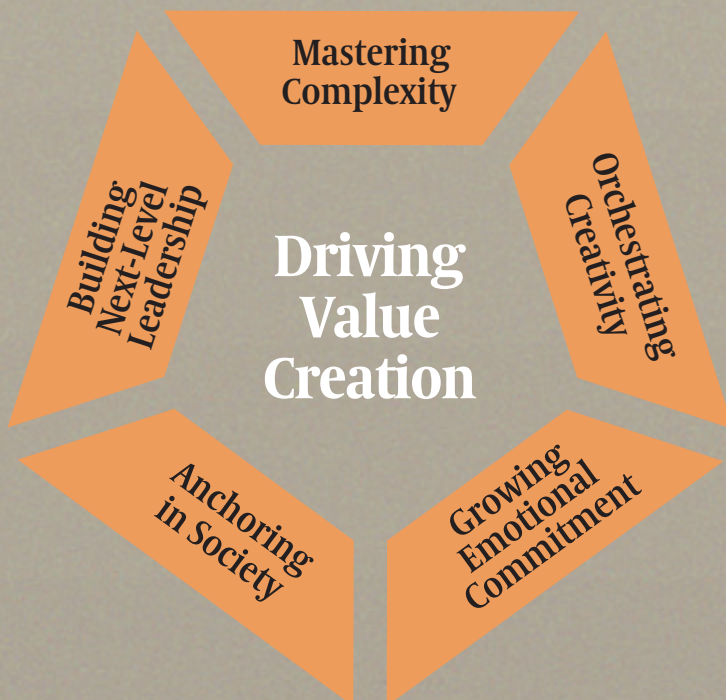 Mastering
Complexity
Orchestrating
Creativity
Building
Next-Level
Leadership
Driving
Value
Creation
Growing
Emotional
Commitment
Anchoring
in Society